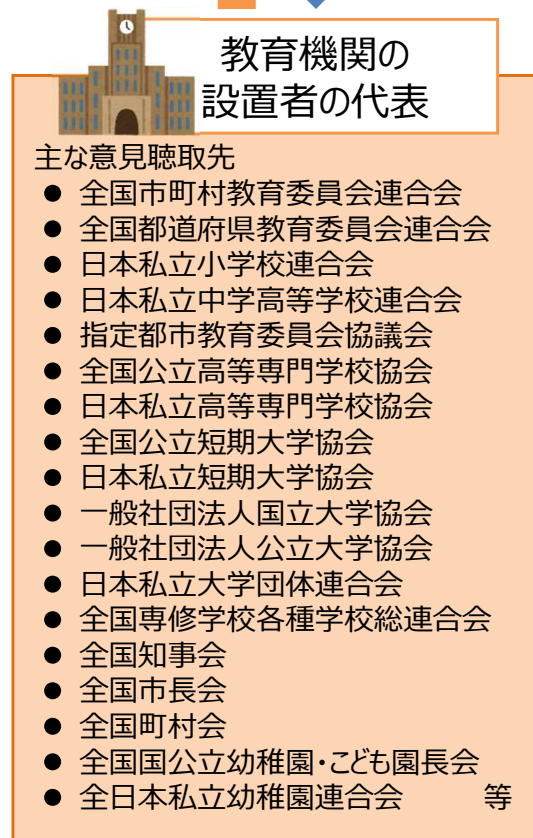 教育機関の
設置者の代表
主な意見聴取先
● 全国市町村教育委員会連合会
● 全国都道府県教育委員会連合会
● 日本私立小学校連合会
● 日本私立中学高等学校連合会
● 指定都市教育委員会協議会
● 全国公立高等専門学校協会
● 日本私立高等専門学校協会
● 全国公立短期大学協会
● 日本私立短期大学協会
● 一般社団法人国立大学協会
● 一般社団法人公立大学協会
● 日本私立大学団体連合会
● 全国専修学校各種学校総連合会
● 全国知事会
● 全国市長会
● 全国町村会
● 全国国公立幼稚園・こども園長会
● 全日本私立幼稚園連合会 等